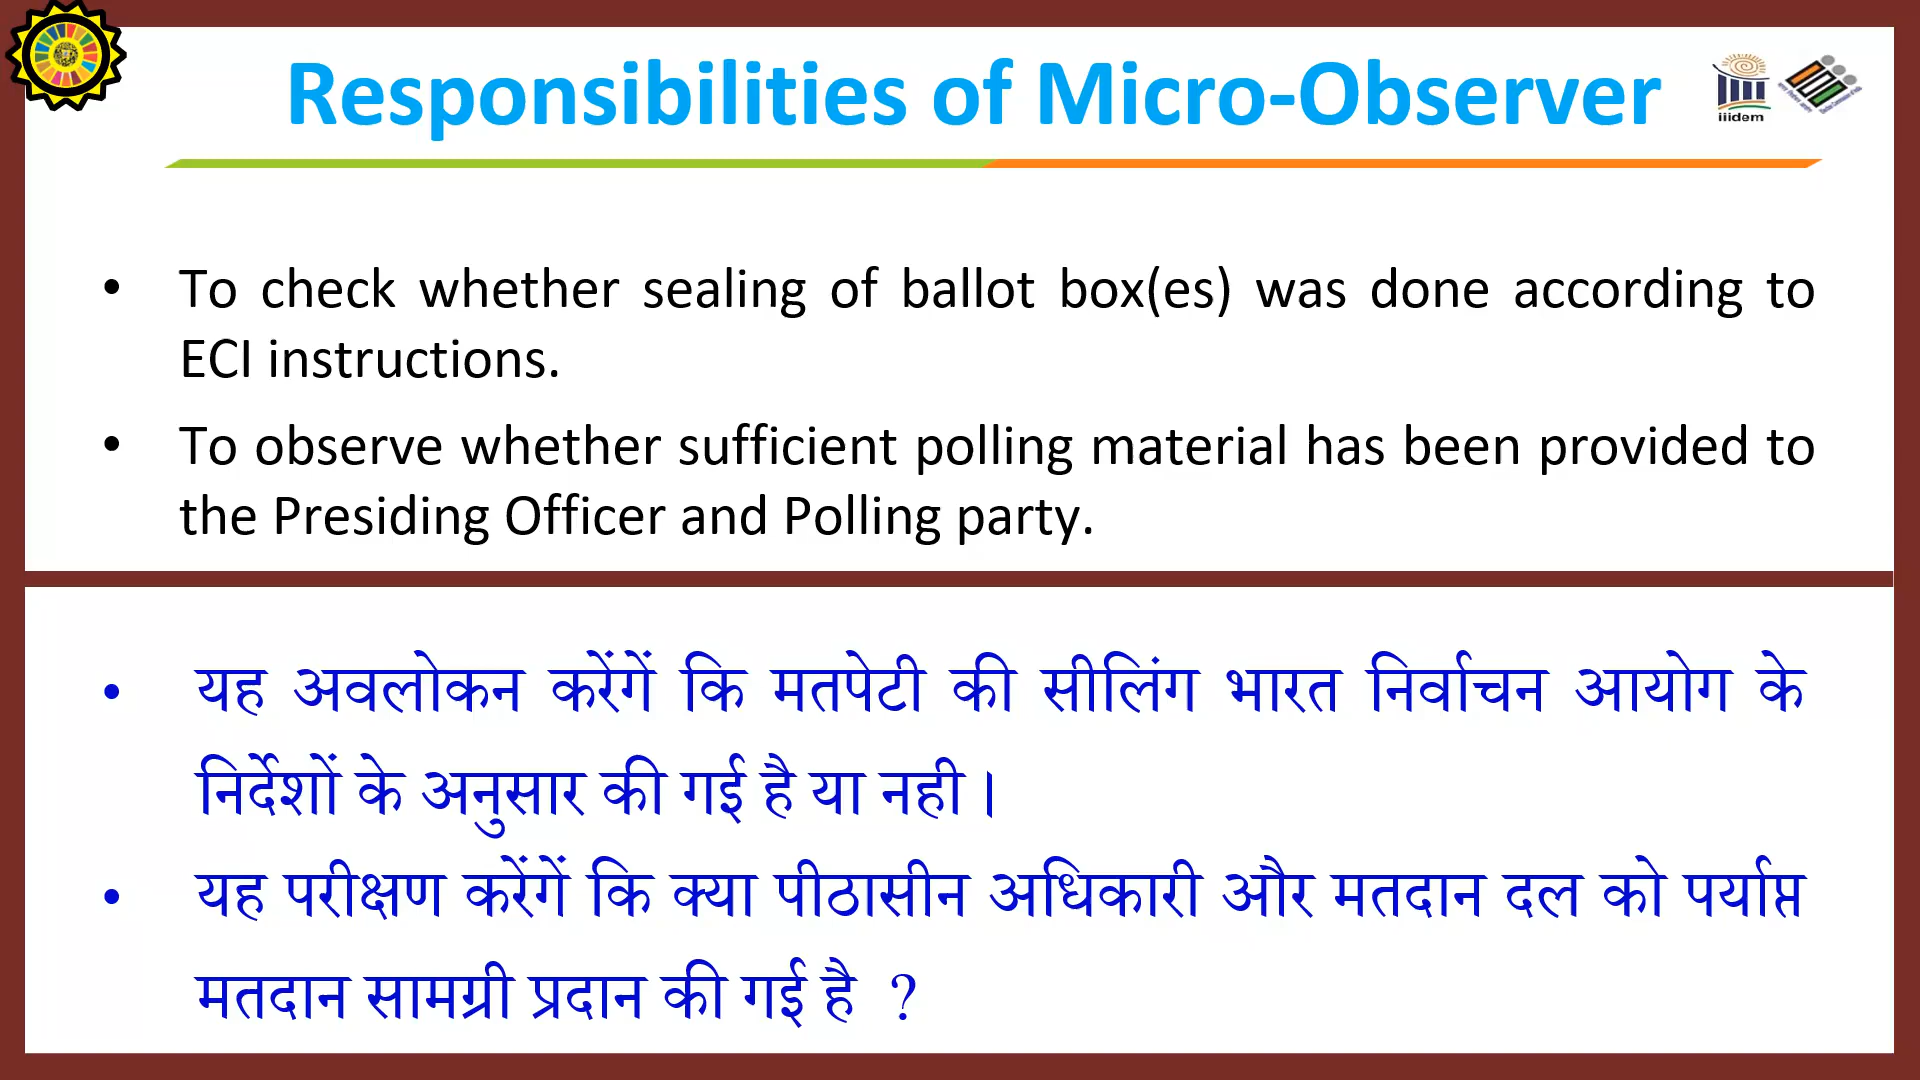 Responsibilities of Micro-Observer
iiidem
• To check whether sealing of ballot box(es) was done according to
ECI instructions.
• To observe whether sufficient polling material has been provided to
the Presiding Officer and Polling party.
• यह अवलोकन करेंगें कि मतपेटी की सीलिंग भारत निर्वाचन आयोग के
निर्देशों के अनुसार की गई है या नही।
• यह परीक्षण करेंगें कि क्या पीठासीन अधिकारी और मतदान दल को पर्याप्त
मतदान सामग्री प्रदान की गई है ?